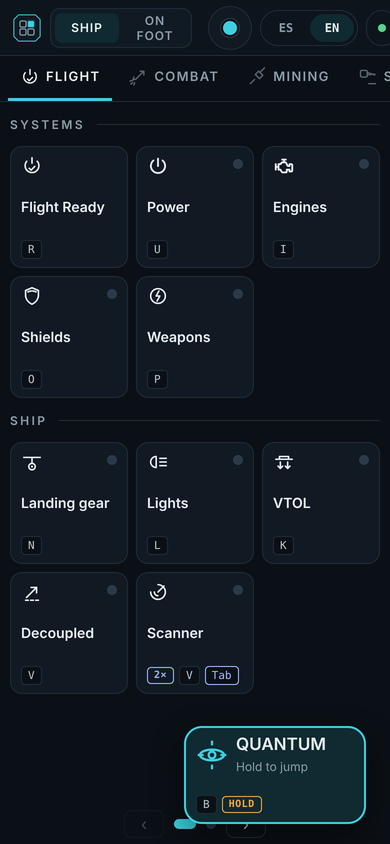 SHIP
ON
FOOT
ES
EN
FLIGHT
COMBAT
MINING
S
SYSTEMS
Flight Ready
Power
Engines
R
U
I
Shields
Weapons
O
P
SHIP
Landing gear
Lights
VTOL
N
L
K
Decoupled
Scanner
V
2×
V
Tab
QUANTUM
Hold to jump
B
HOLD
‹
›